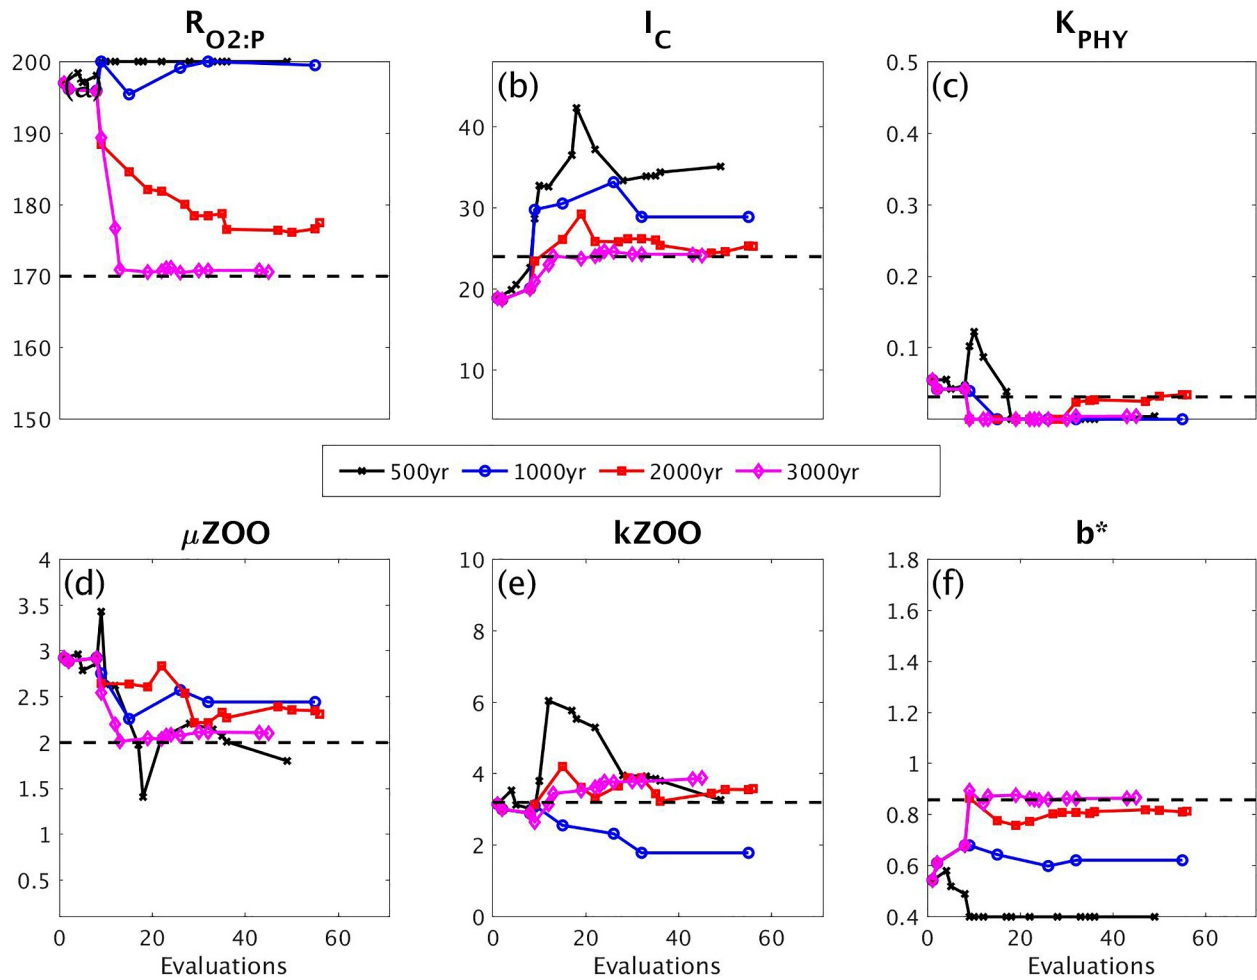 R_O2:P
I_C
K_PHY
200
190
180
170
160
150
(a)
40
30
20
10
(b)
0.5
0.4
0.3
0.2
0.1
0
(c)
500yr 1000yr 2000yr 3000yr
μZOO
kZOO
b*
4
3.5
3
2.5
2
1.5
1
0.5
(d)
0 20 40 60
Evaluations
10
8
6
4
2
0
(e)
0 20 40 60
Evaluations
1.8
1.6
1.4
1.2
1
0.8
0.6
0.4
(f)
0 20 40 60
Evaluations